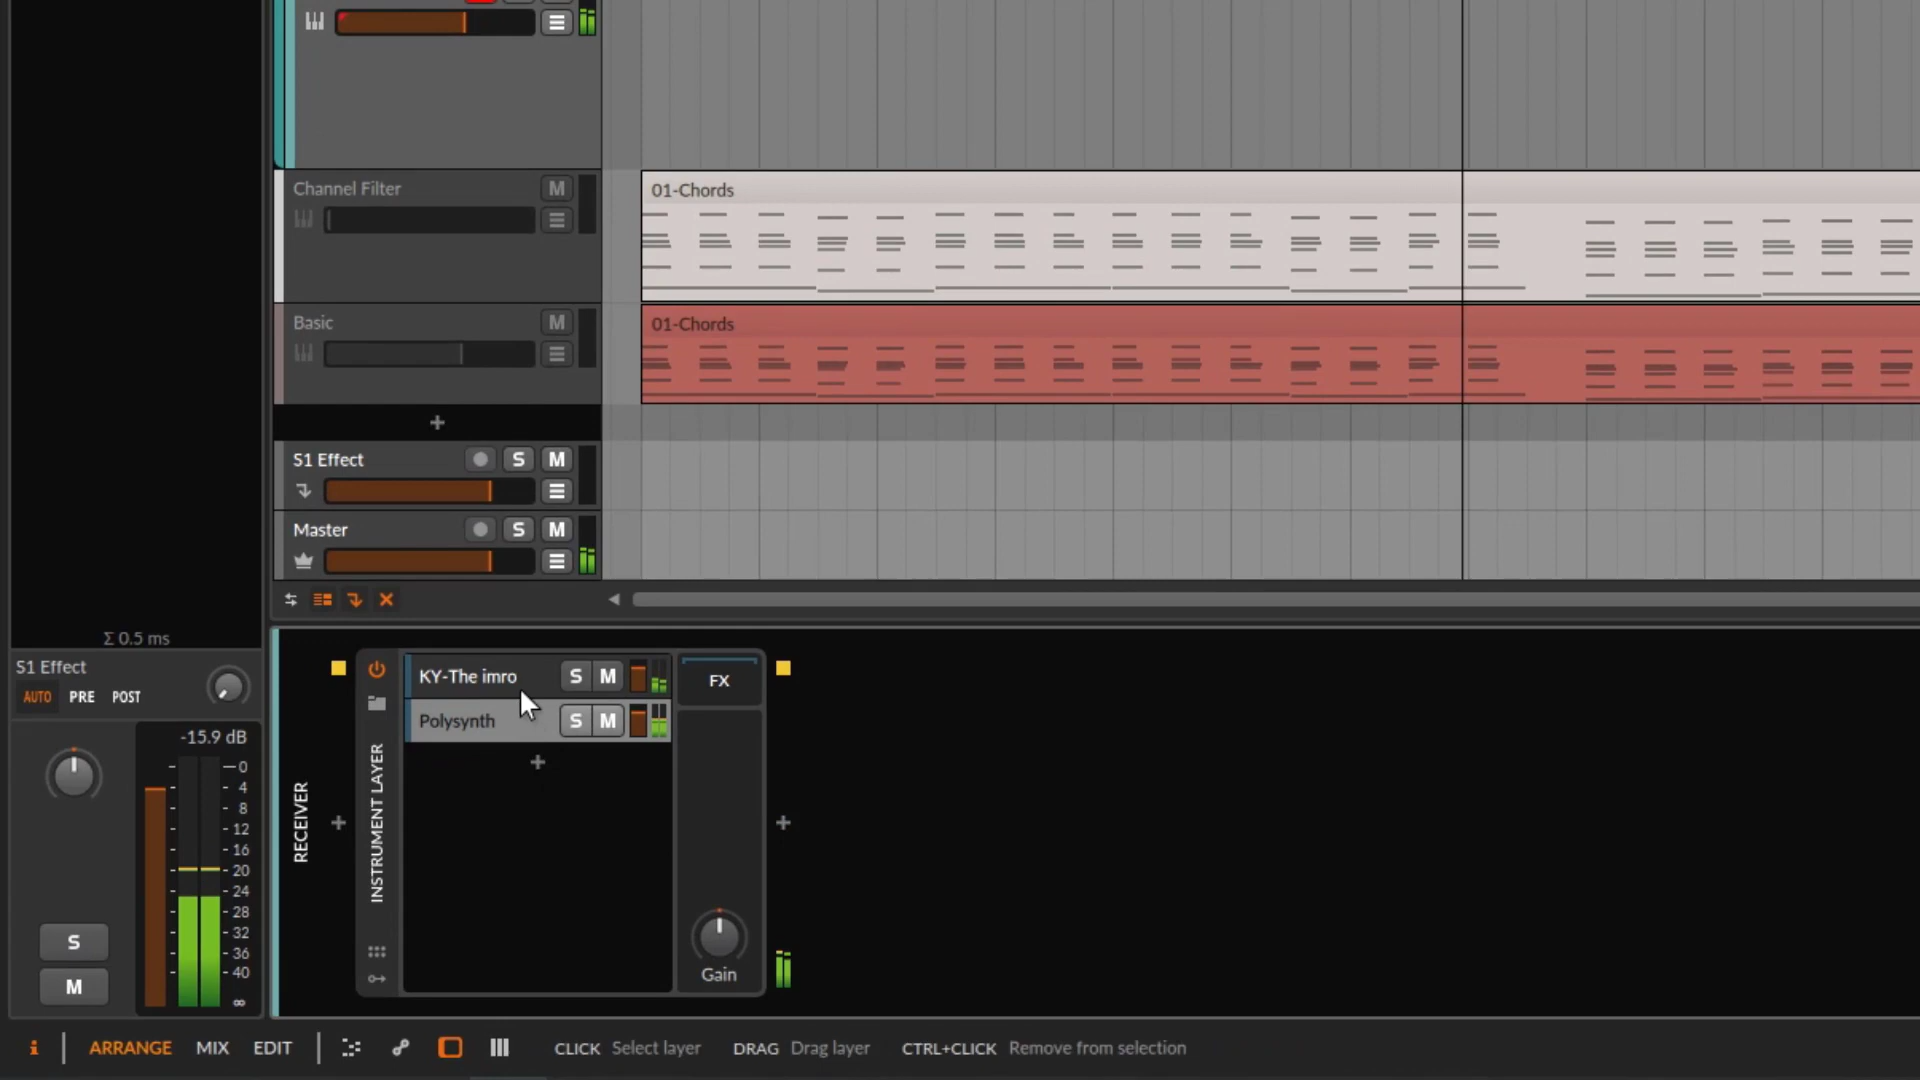 Channel Filter M
01-Chords
Basic M
01-Chords
S1 Effect S M
Master S M
Σ 0.5 ms
S1 Effect
AUTO PRE POST
-15.9 dB
0
4
8
12
16
20
24
28
32
36
40
∞
S
M
RECEIVER
INSTRUMENT LAYER
KY-The imro S M
Polysynth S M
FX
Gain
i ARRANGE MIX EDIT CLICK Select layer DRAG Drag layer CTRL+CLICK Remove from selection